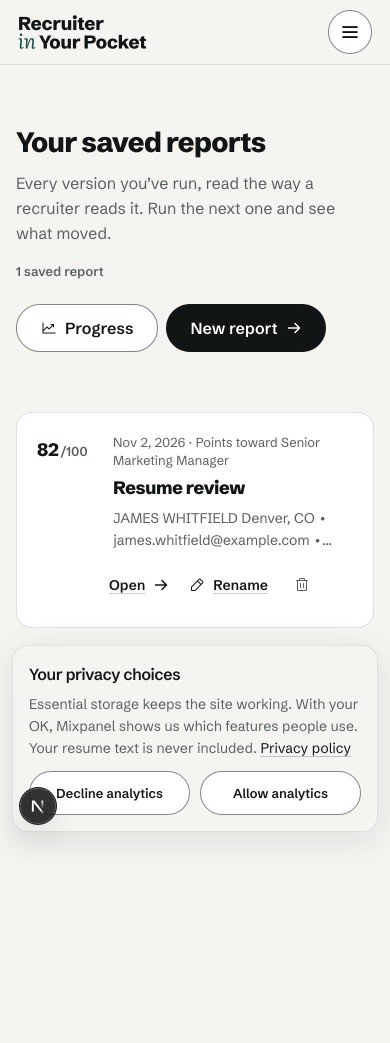 Recruiter
in Your Pocket
Your saved reports
Every version you’ve run, read the way a
recruiter reads it. Run the next one and see
what moved.
1 saved report
Progress
New report →
82/100
Nov 2, 2026 · Points toward Senior
Marketing Manager
Resume review
JAMES WHITFIELD Denver, CO •
james.whitfield@example.com • ...
Open →
Rename
Your privacy choices
Essential storage keeps the site working. With your
OK, Mixpanel shows us which features people use.
Your resume text is never included. Privacy policy
Decline analytics
Allow analytics
N